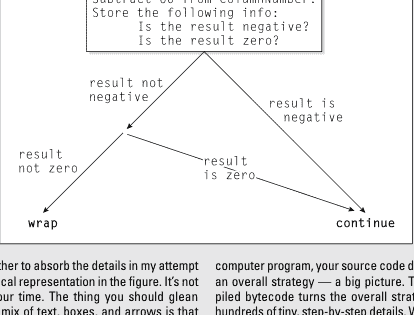 Subtract 80 from ColumnNumber.
Store the following info:
Is the result negative?
Is the result zero?
result not
negative
result is
negative
result
not zero
result
is zero
wrap
continue
ther to absorb the details in my attempt
cal representation in the figure. It's not
our time. The thing you should glean
mix of text, boxes, and arrows is that
computer program, your source code d
an overall strategy — a big picture. T
piled bytecode turns the overall strat
hundreds of tiny, step-by-step details. V